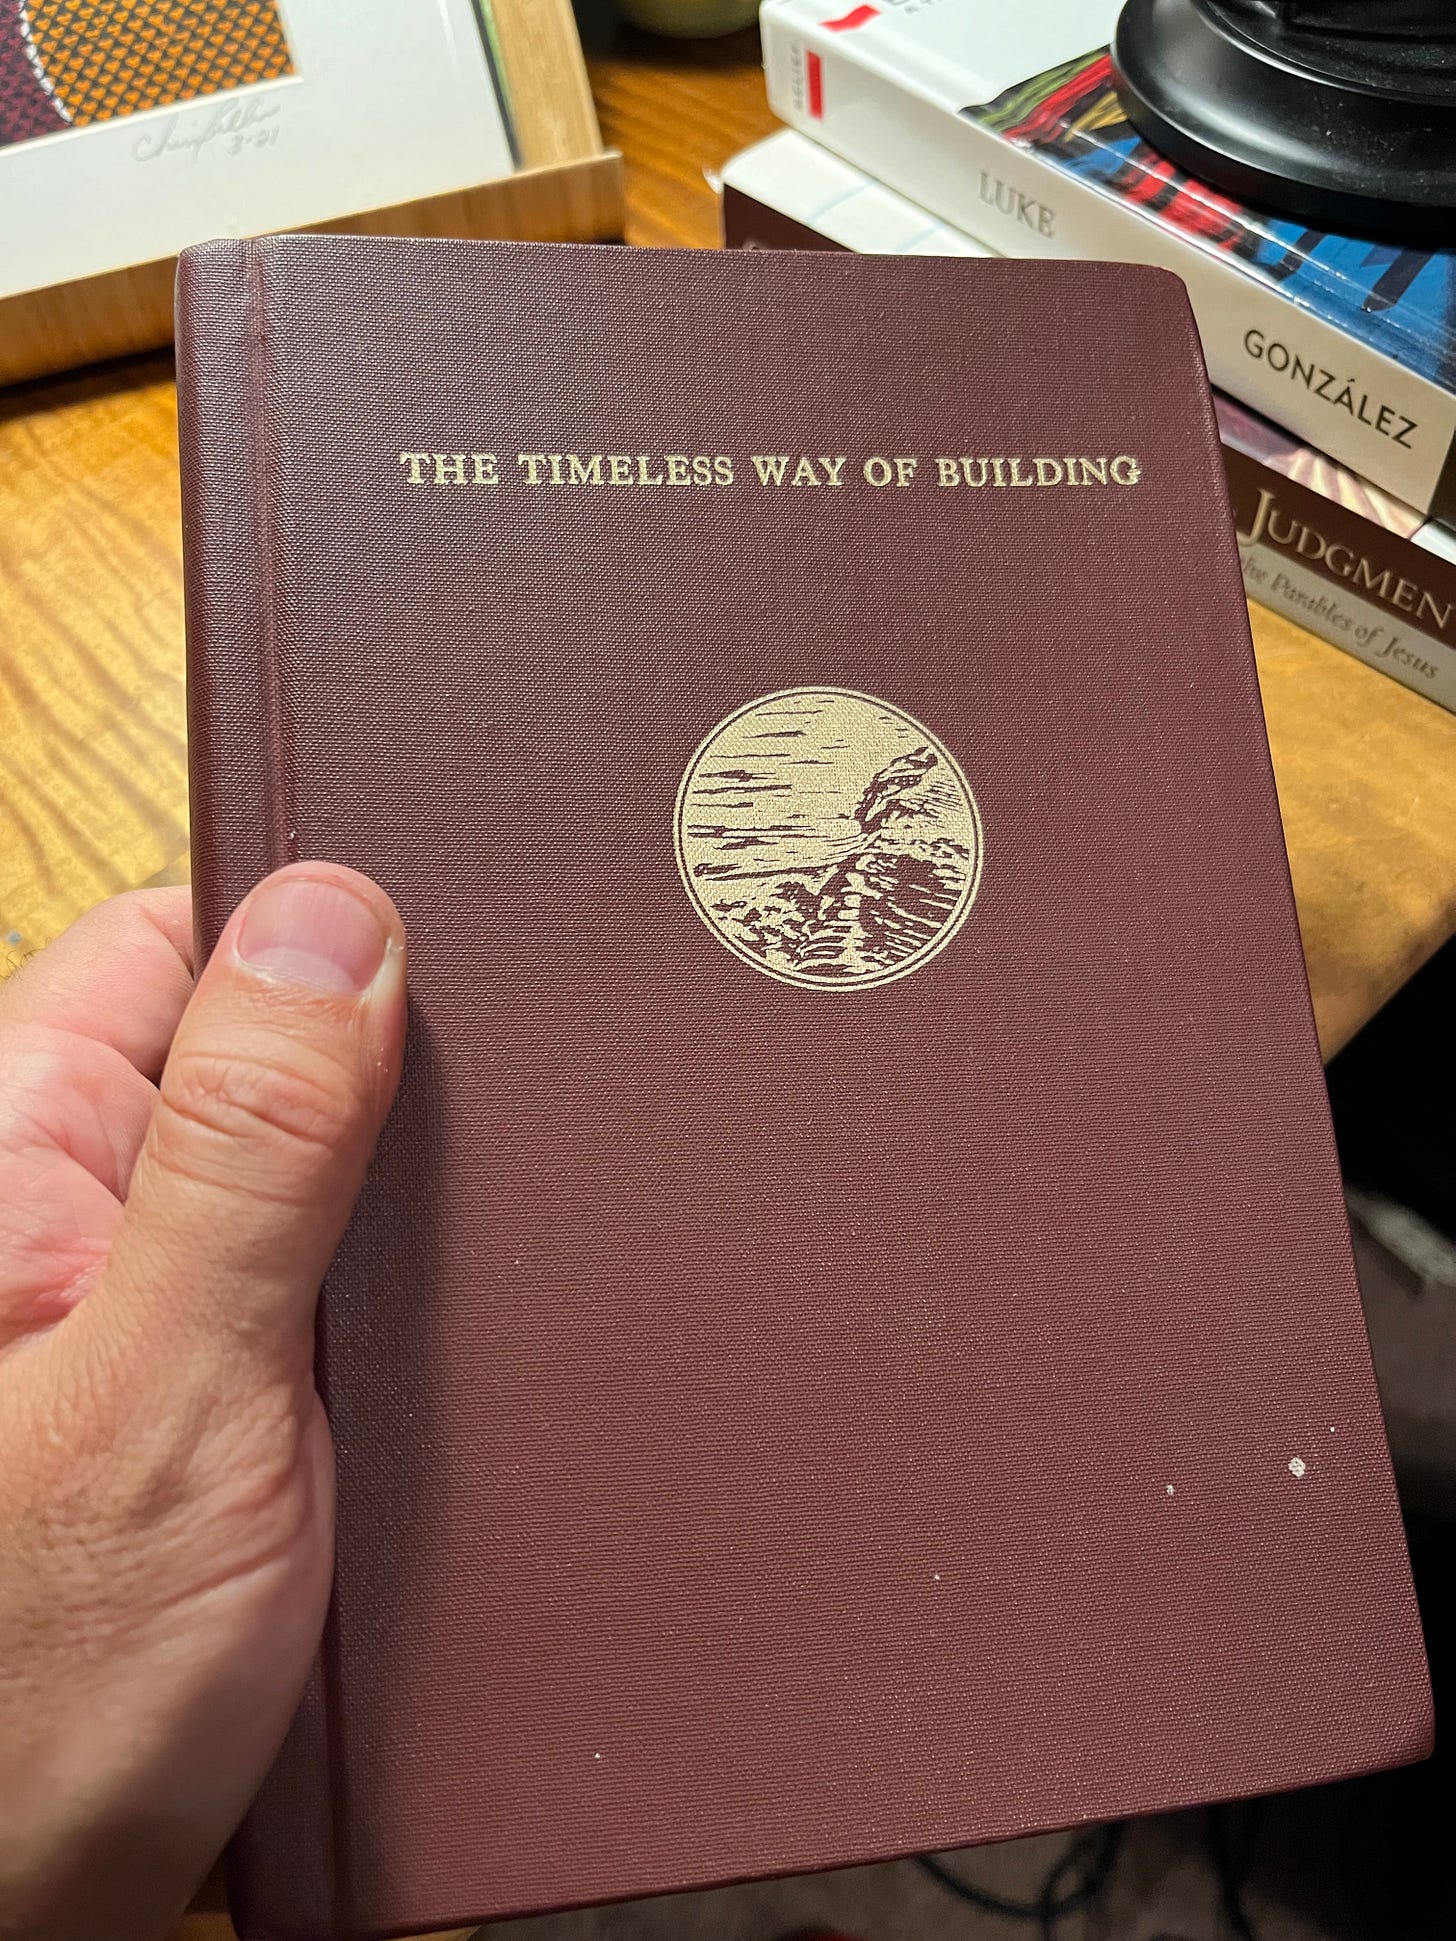 3-21
LUKE
GONZÁLEZ
THE TIMELESS WAY OF BUILDING
JUDGMEN
the Parables of Jesus